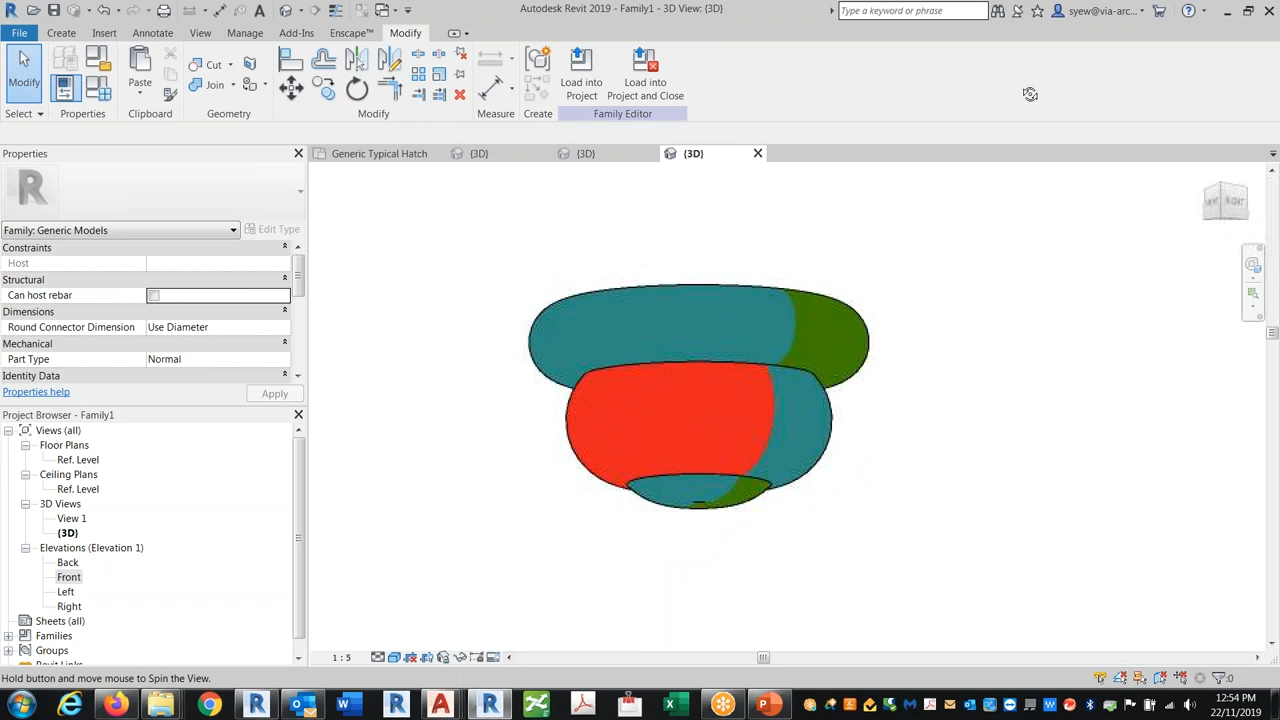 Autodesk Revit 2019 - Family1 - 3D View: {3D}
Type a keyword or phrase
syew@via-arc...
File Create Insert Annotate View Manage Add-Ins Enscape™ Modify
Modify
Paste
Cut
Join
Load into Project
Load into Project and Close
Select Properties Clipboard Geometry Modify Measure Create Family Editor
Properties
Generic Typical Hatch
{3D}
{3D}
{3D}
R
Family: Generic Models
Edit Type
Constraints
Host
Structural
Can host rebar
Dimensions
Round Connector Dimension Use Diameter
Mechanical
Part Type Normal
Identity Data
Properties help
Apply
Project Browser - Family1
Views (all)
Floor Plans
Ref. Level
Ceiling Plans
Ref. Level
3D Views
View 1
{3D}
Elevations (Elevation 1)
Back
Front
Left
Right
Sheets (all)
Families
Groups
Revit Links
1 : 5
Hold button and move mouse to Spin the View.
:0
12:54 PM
22/11/2019